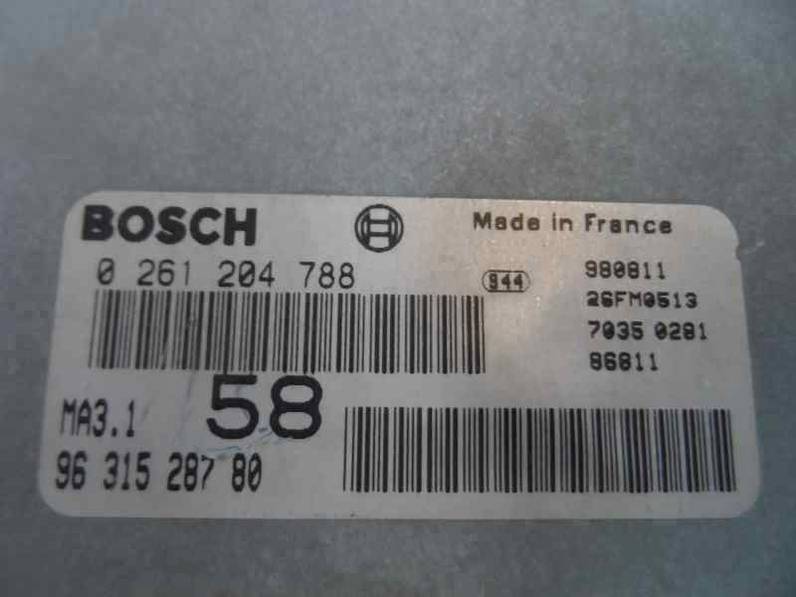 BOSCH Made in France
0 261 204 788 944 980811
26FM0513
7035 0281
86811
MA3.1 58
96 315 287 80